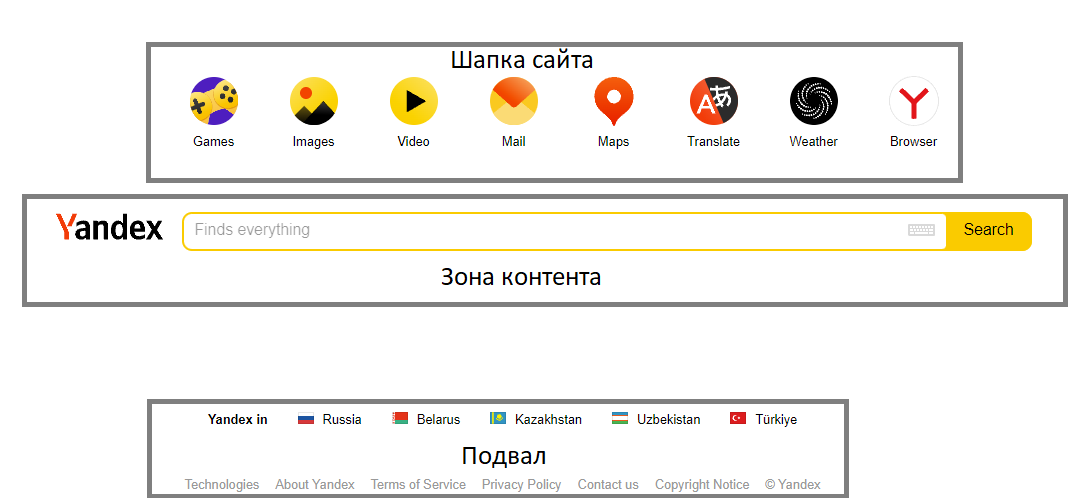 Шапка сайта
Games Images Video Mail Maps Translate Weather Browser
Yandex Finds everything Search
Зона контента
Yandex in Russia Belarus Kazakhstan Uzbekistan Türkiye
Подвал
Technologies About Yandex Terms of Service Privacy Policy Contact us Copyright Notice © Yandex